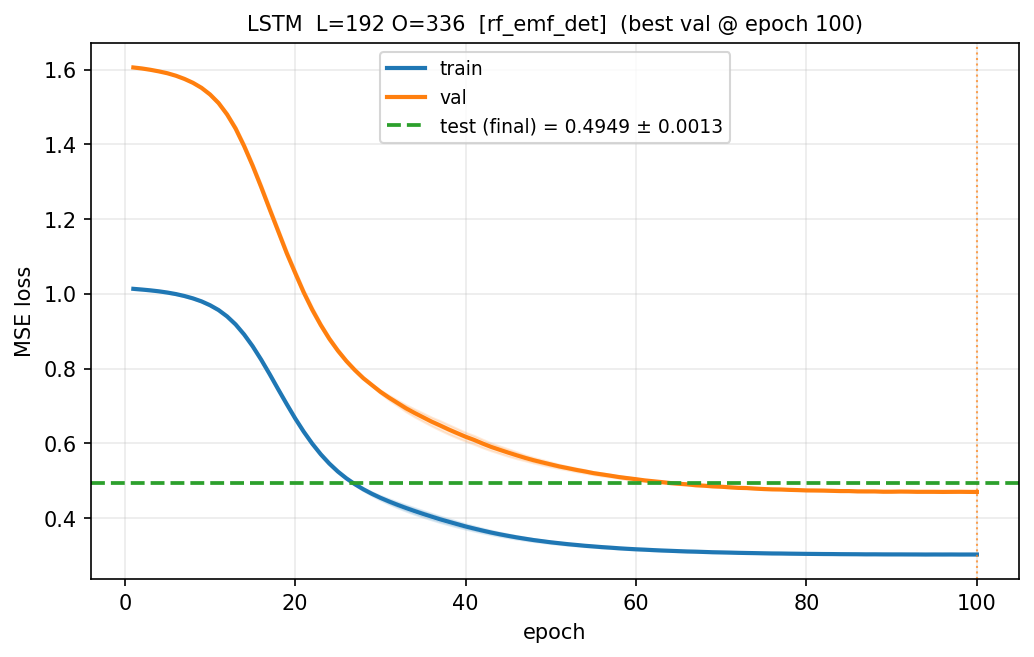 LSTM  L=192 O=336  [rf_emf_det]  (best val @ epoch 100)
train
val
test (final) = 0.4949 ± 0.0013
MSE loss
1.6
1.4
1.2
1.0
0.8
0.6
0.4
0 20 40 60 80 100
epoch